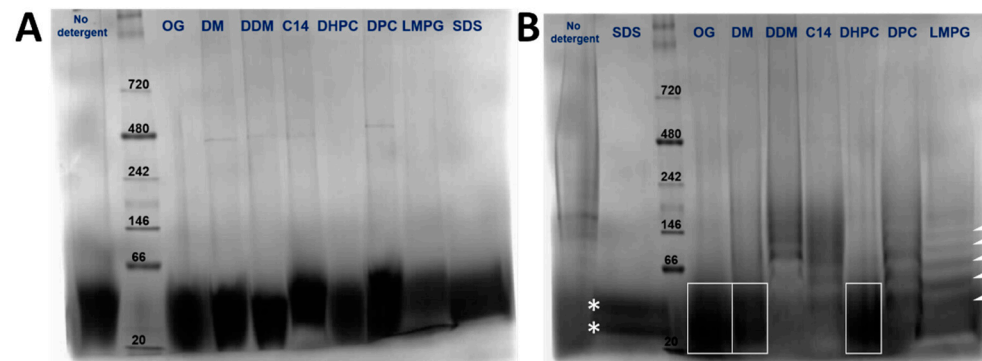 A
No
detergent
OG DM DDM C14 DHPC DPC LMPG SDS
720
480
242
146
66
20
B
No
detergent
SDS OG DM DDM C14 DHPC DPC LMPG
720
480
242
146
66
20
*
*